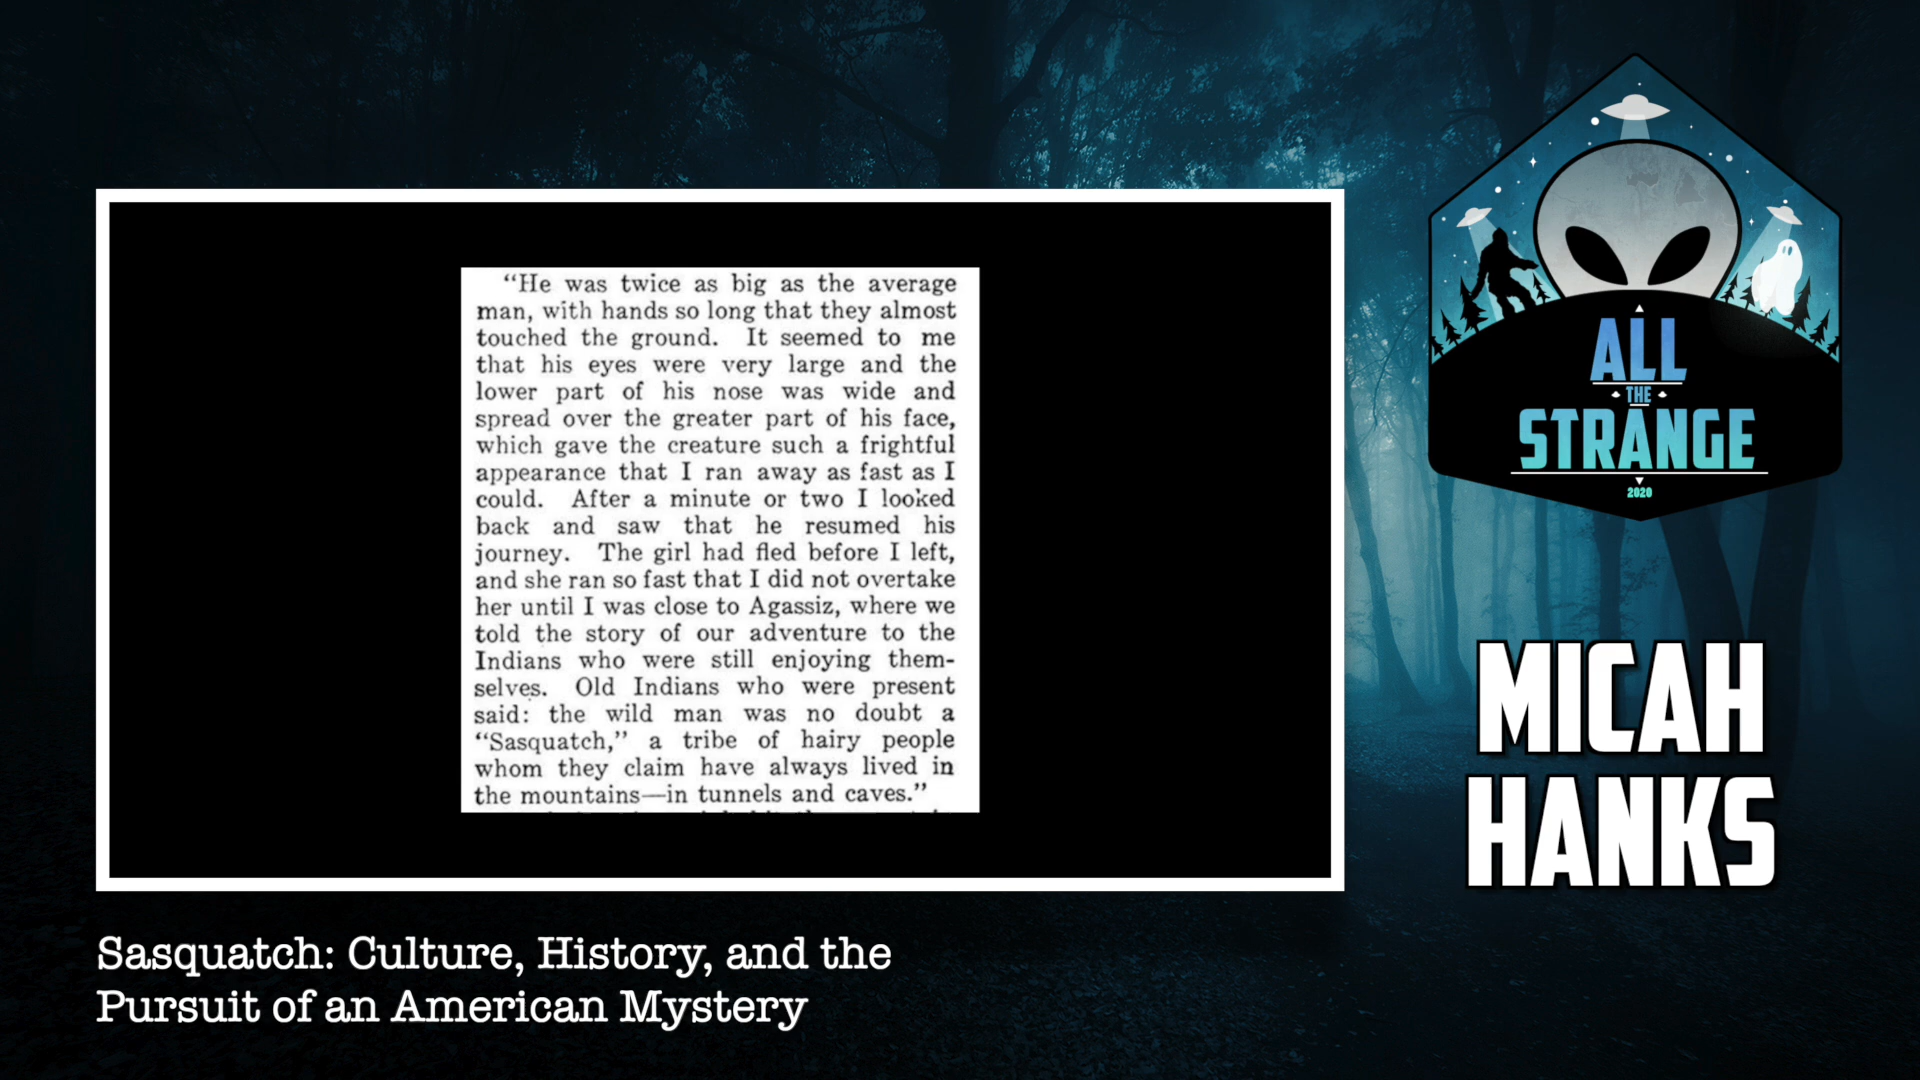 “He was twice as big as the average
man, with hands so long that they almost
touched the ground. It seemed to me
that his eyes were very large and the
lower part of his nose was wide and
spread over the greater part of his face,
which gave the creature such a frightful
appearance that I ran away as fast as I
could. After a minute or two I looked
back and saw that he resumed his
journey. The girl had fled before I left,
and she ran so fast that I did not overtake
her until I was close to Agassiz, where we
told the story of our adventure to the
Indians who were still enjoying them-
selves. Old Indians who were present
said: the wild man was no doubt a
“Sasquatch,” a tribe of hairy people
whom they claim have always lived in
the mountains—in tunnels and caves.”
Sasquatch: Culture, History, and the
Pursuit of an American Mystery
ALL
THE
STRANGE
2020
MICAH
HANKS